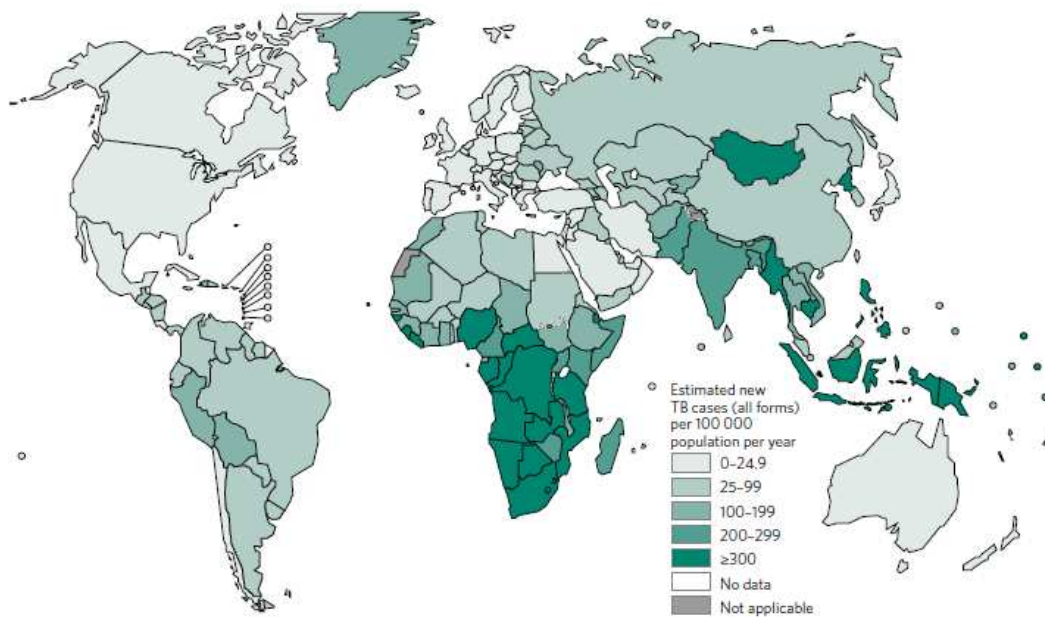 Estimated new
TB cases (all forms)
per 100 000
population per year
0–24.9
25–99
100–199
200–299
≥300
No data
Not applicable